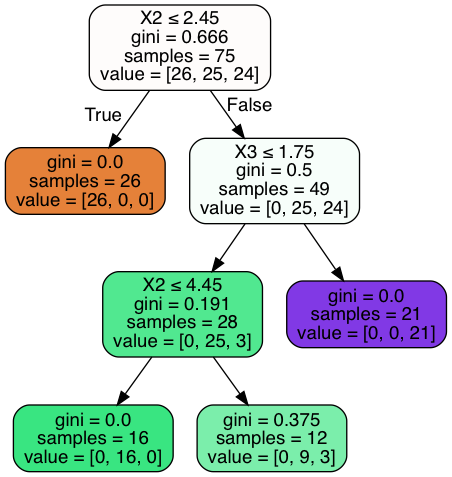 X2 ≤ 2.45
gini = 0.666
samples = 75
value = [26, 25, 24]
True
False
gini = 0.0
samples = 26
value = [26, 0, 0]
X3 ≤ 1.75
gini = 0.5
samples = 49
value = [0, 25, 24]
X2 ≤ 4.45
gini = 0.191
samples = 28
value = [0, 25, 3]
gini = 0.0
samples = 21
value = [0, 0, 21]
gini = 0.0
samples = 16
value = [0, 16, 0]
gini = 0.375
samples = 12
value = [0, 9, 3]